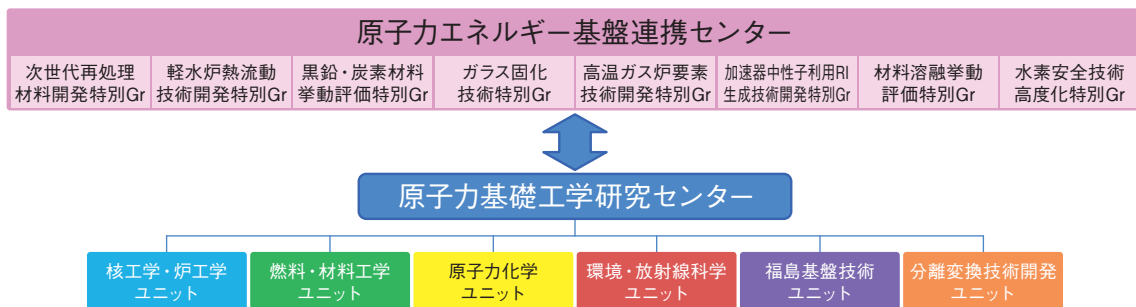 原子力エネルギー基盤連携センター
次世代再処理
材料開発特別Gr
軽水炉熱流動
技術開発特別Gr
黒鉛・炭素材料
挙動評価特別Gr
ガラス固化
技術特別Gr
高温ガス炉要素
技術開発特別Gr
加速器中性子利用RI
生成技術開発特別Gr
材料溶融挙動
評価特別Gr
水素安全技術
高度化特別Gr
原子力基礎工学研究センター
核工学・炉工学
ユニット
燃料・材料工学
ユニット
原子力化学
ユニット
環境・放射線科学
ユニット
福島基盤技術
ユニット
分離変換技術開発
ユニット